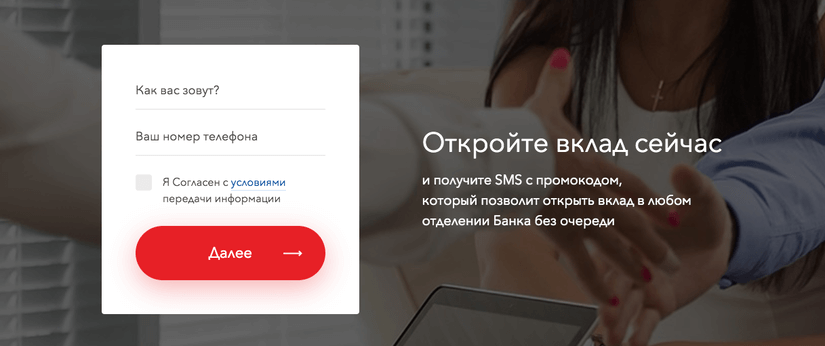 Как вас зовут?
Ваш номер телефона
Я Согласен с условиями
передачи информации
Далее
Откройте вклад сейчас
и получите SMS с промокодом,
который позволит открыть вклад в любом
отделении Банка без очереди